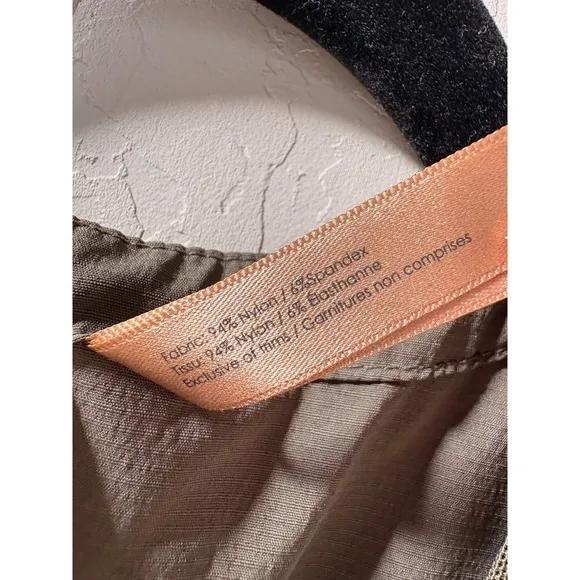 Fabric: 94% Nylon / 6%Spandex
Tissu: 94% Nylon / 6% Elasthanne
Exclusive of trims / Garnitures non comprises